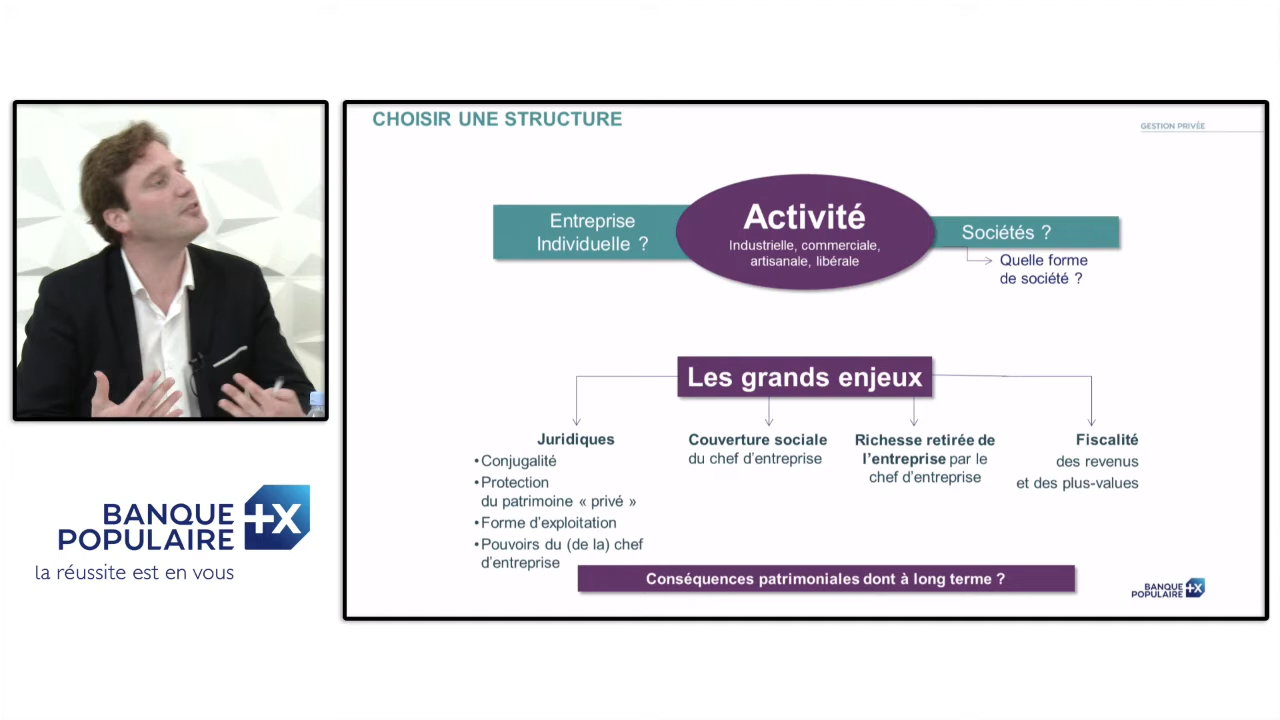 CHOISIR UNE STRUCTURE
GESTION PRIVÉE
Entreprise
Individuelle ?
Activité
Industrielle, commerciale,
artisanale, libérale
Sociétés ?
Quelle forme
de société ?
Les grands enjeux
Juridiques
•Conjugalité
•Protection
du patrimoine « privé »
•Forme d'exploitation
•Pouvoirs du (de la) chef
d'entreprise
Couverture sociale
du chef d'entreprise
Richesse retirée de
l'entreprise par le
chef d'entreprise
Fiscalité
des revenus
et des plus-values
Conséquences patrimoniales dont à long terme ?
BANQUE
POPULAIRE
+X
BANQUE
POPULAIRE
+X
la réussite est en vous